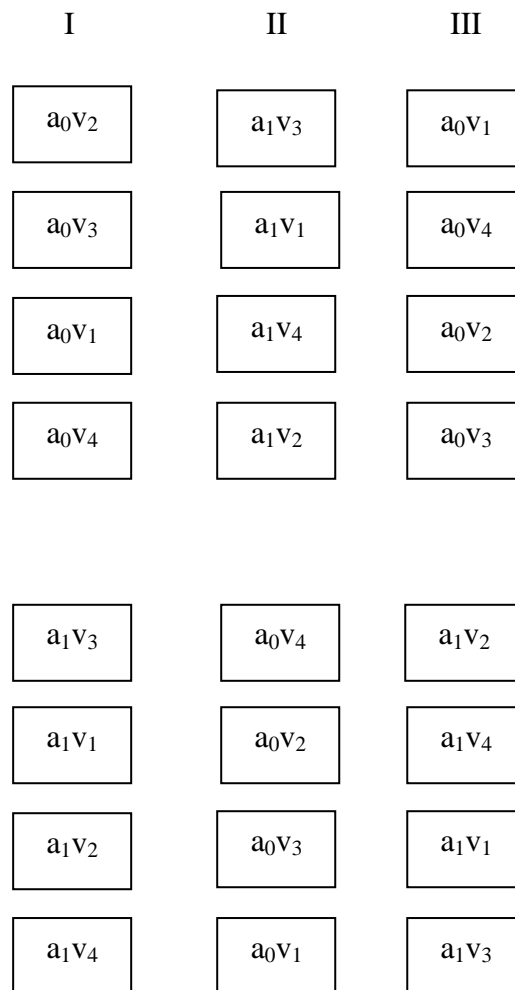 I II III
a₀v₂ a₁v₃ a₀v₁
a₀v₃ a₁v₁ a₀v₄
a₀v₁ a₁v₄ a₀v₂
a₀v₄ a₁v₂ a₀v₃
a₁v₃ a₀v₄ a₁v₂
a₁v₁ a₀v₂ a₁v₄
a₁v₂ a₀v₃ a₁v₁
a₁v₄ a₀v₁ a₁v₃